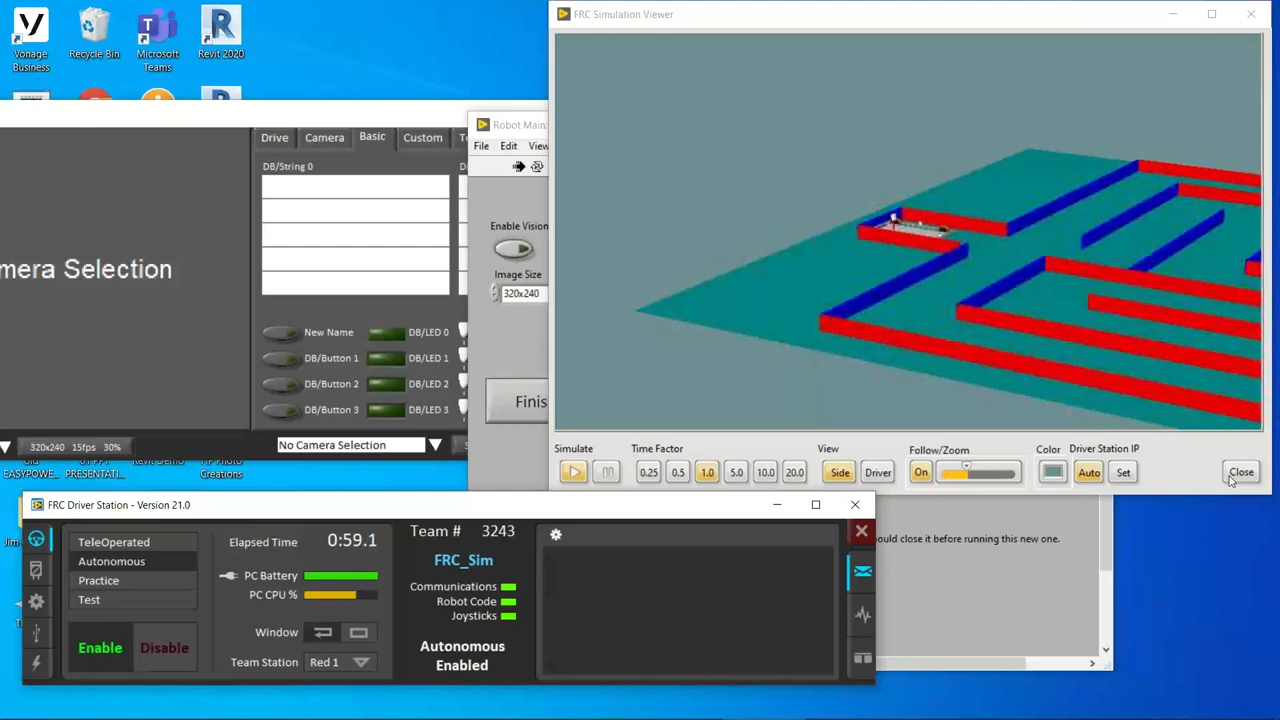 Vonage
Business
Recycle Bin
Microsoft
Teams
Revit 2020
FRC Simulation Viewer
Robot Main.
File Edit View
Drive Camera Basic Custom
DB/String 0
Enable Vision
Image Size
320x240
mera Selection
New Name DB/LED 0
DB/Button 1 DB/LED 1
DB/Button 2 DB/LED 2
DB/Button 3 DB/LED 3
Finis
320x240 15fps 30%
No Camera Selection
EASYPOWE...
PRESENTATI...
Revit Demo
Creations
Simulate Time Factor View Follow/Zoom Color Driver Station IP
0.25 0.5 1.0 5.0 10.0 20.0 Side Driver On Auto Set Close
FRC Driver Station - Version 21.0
TeleOperated
Autonomous
Practice
Test
Enable Disable
Elapsed Time 0:59.1
PC Battery
PC CPU %
Window
Team Station Red 1
Team # 3243
FRC_Sim
Communications
Robot Code
Joysticks
Autonomous
Enabled
ould close it before running this new one.